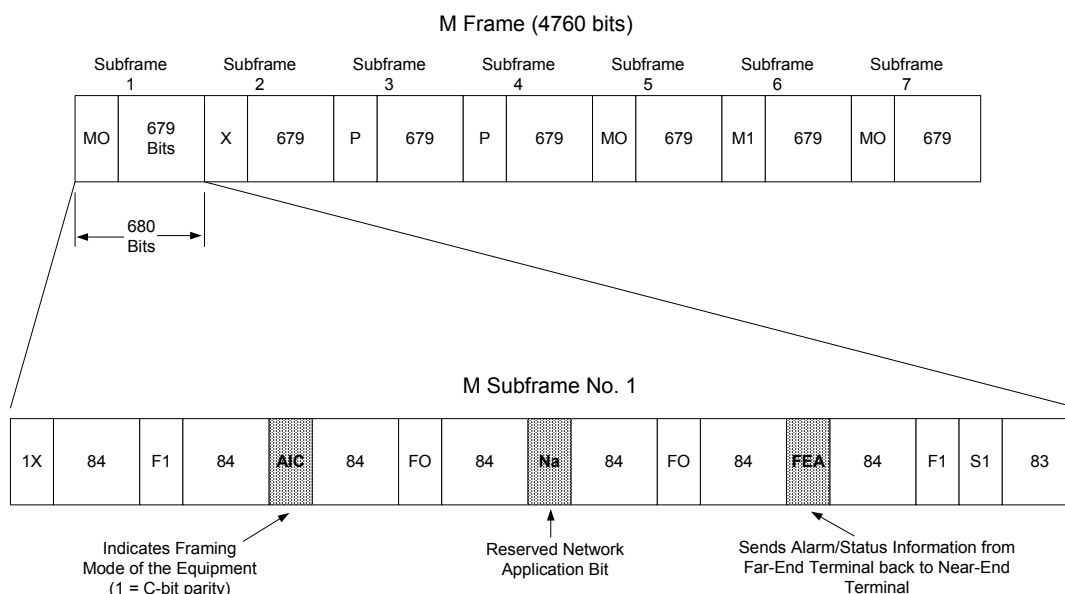 M Frame (4760 bits)
Subframe 1
Subframe 2
Subframe 3
Subframe 4
Subframe 5
Subframe 6
Subframe 7
MO
679 Bits
X
679
P
679
P
679
MO
679
M1
679
MO
679
680 Bits
M Subframe No. 1
1X
84
F1
84
AIC
84
FO
84
Na
84
FO
84
FEA
84
F1
S1
83
Indicates Framing
Mode of the Equipment
(1 = C-bit parity)
Reserved Network
Application Bit
Sends Alarm/Status Information from
Far-End Terminal back to Near-End
Terminal